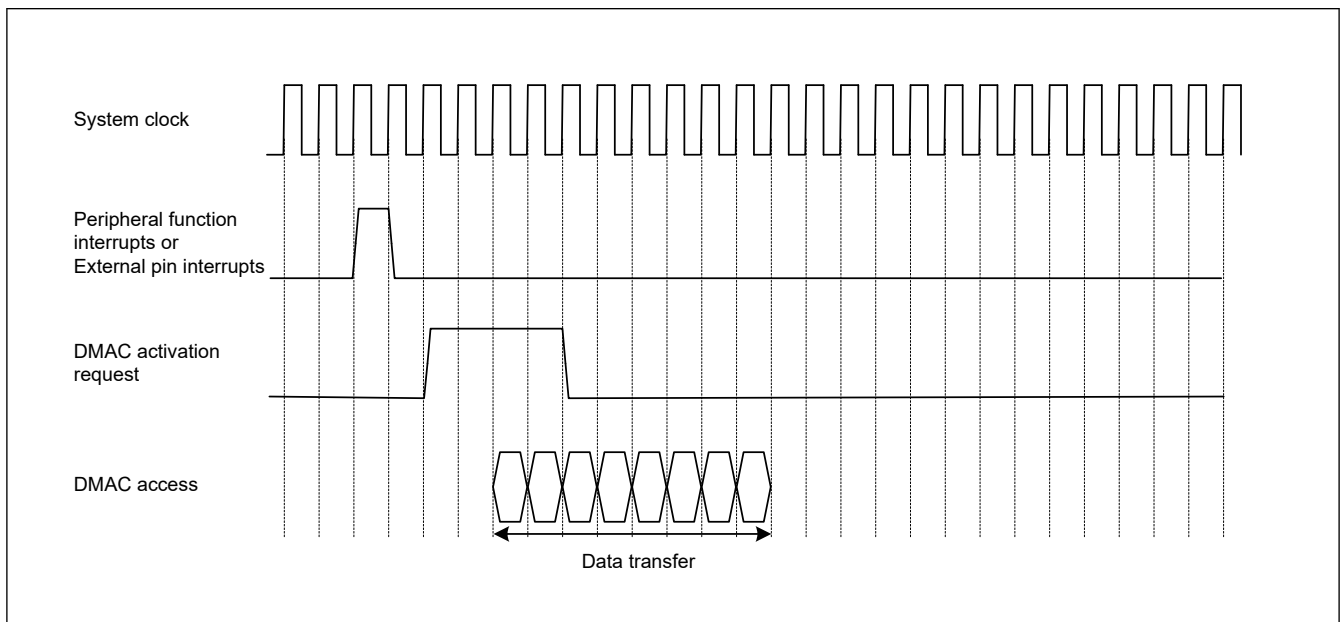 System clock
Peripheral function
interrupts or
External pin interrupts
DMAC activation
request
DMAC access
Data transfer